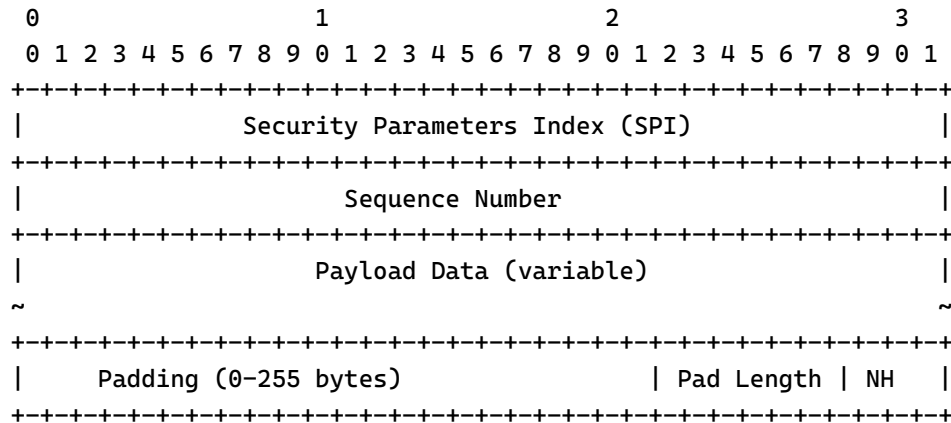 0                   1                   2                   3
 0 1 2 3 4 5 6 7 8 9 0 1 2 3 4 5 6 7 8 9 0 1 2 3 4 5 6 7 8 9 0 1
+-+-+-+-+-+-+-+-+-+-+-+-+-+-+-+-+-+-+-+-+-+-+-+-+-+-+-+-+-+-+-+-+
|               Security Parameters Index (SPI)                 |
+-+-+-+-+-+-+-+-+-+-+-+-+-+-+-+-+-+-+-+-+-+-+-+-+-+-+-+-+-+-+-+-+
|                      Sequence Number                          |
+-+-+-+-+-+-+-+-+-+-+-+-+-+-+-+-+-+-+-+-+-+-+-+-+-+-+-+-+-+-+-+-+
|                    Payload Data (variable)                    |
~                                                               ~
+-+-+-+-+-+-+-+-+-+-+-+-+-+-+-+-+-+-+-+-+-+-+-+-+-+-+-+-+-+-+-+-+
|     Padding (0-255 bytes)                 | Pad Length | NH   |
+-+-+-+-+-+-+-+-+-+-+-+-+-+-+-+-+-+-+-+-+-+-+-+-+-+-+-+-+-+-+-+-+